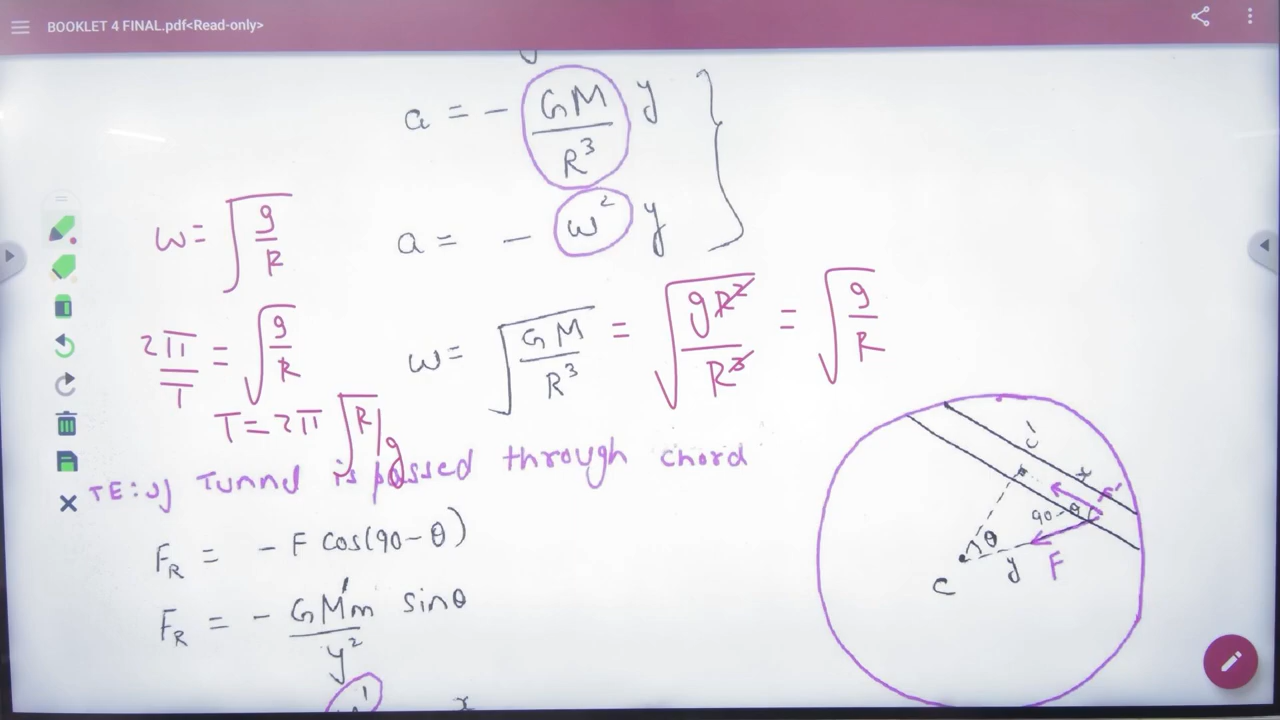 BOOKLET 4 FINAL.pdf<Read-only>
a = - GM/R³ y
a = - ω² y
ω = √(g/R)
2π/T = √(g/R)
ω = √(GM/R³) = √(gR²/R³) = √(g/R)
T = 2π √(R/g)
TE: Tunnel is passed through chord
F_R = - F cos(90-θ)
F_R = - GM'm/y² sinθ
x
C'
x
90-θ
θ
y
F
C